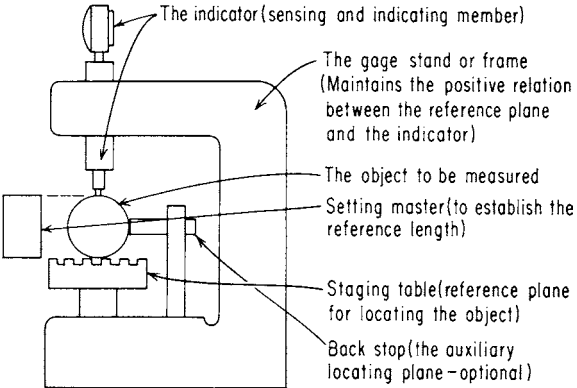 The indicator(sensing and indicating member)
The gage stand or frame
(Maintains the positive relation
between the reference plane
and the indicator)
The object to be measured
Setting master(to establish the
reference length)
Staging table(reference plane
for locating the object)
Back stop(the auxiliary
locating plane-optional)